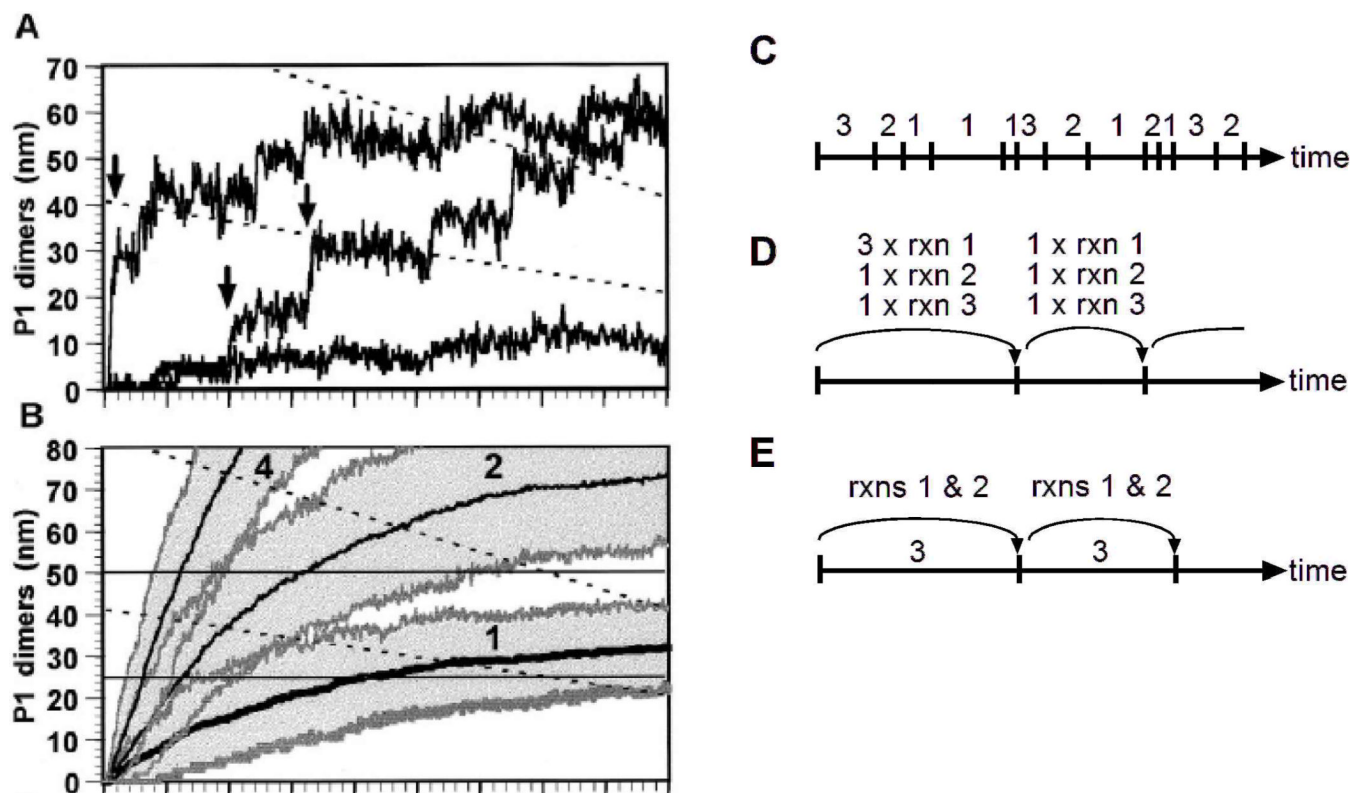 A
P1 dimers (nm)
70
60
50
40
30
20
10
0
B
P1 dimers (nm)
80
70
60
50
40
30
20
10
0
4
2
1
C
3 2 1 1 1 3 2 1 2 1 3 2
time
D
3 x rxn 1 1 x rxn 1
1 x rxn 2 1 x rxn 2
1 x rxn 3 1 x rxn 3
time
E
rxns 1 & 2 rxns 1 & 2
3 3
time